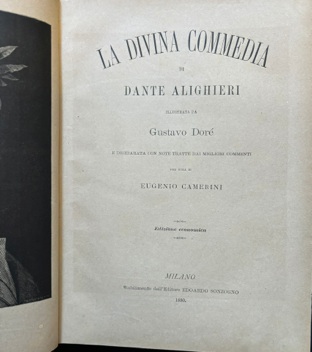 LA DIVINA COMMEDIA
DI
DANTE ALIGHIERI
ILLUSTRATA DA
Gustavo Doré
E DICHIARATA CON NOTE TRATTE DAI MIGLIORI COMMENTI
PER CURA DI
EUGENIO CAMERINI
Edizione economica
MILANO
Stabilimento dell'Editore EDOARDO SONZOGNO